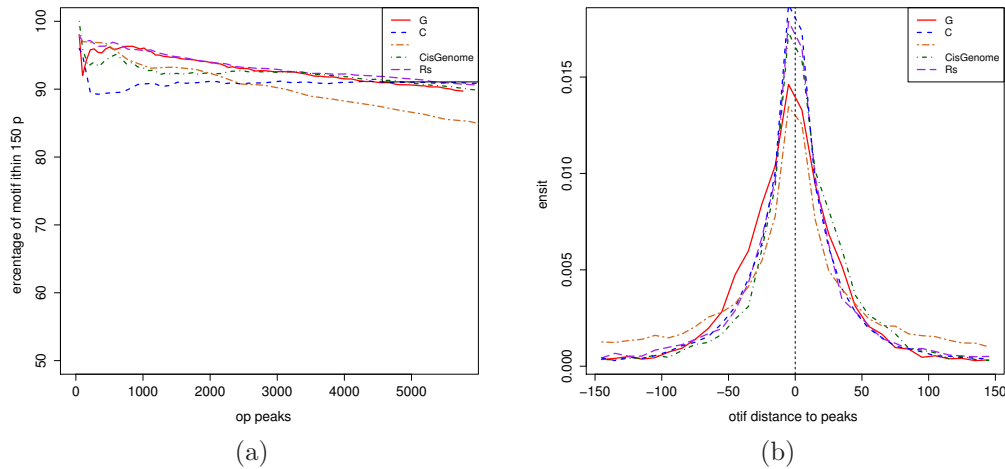 ercentage of motif ithin 150 p
100
90
80
70
60
50
0 1000 2000 3000 4000 5000
op peaks
G
C
CisGenome
Rs
(a)
ensit
0.015
0.010
0.005
0.000
−150 −100 −50 0 50 100 150
otif distance to peaks
G
C
CisGenome
Rs
(b)